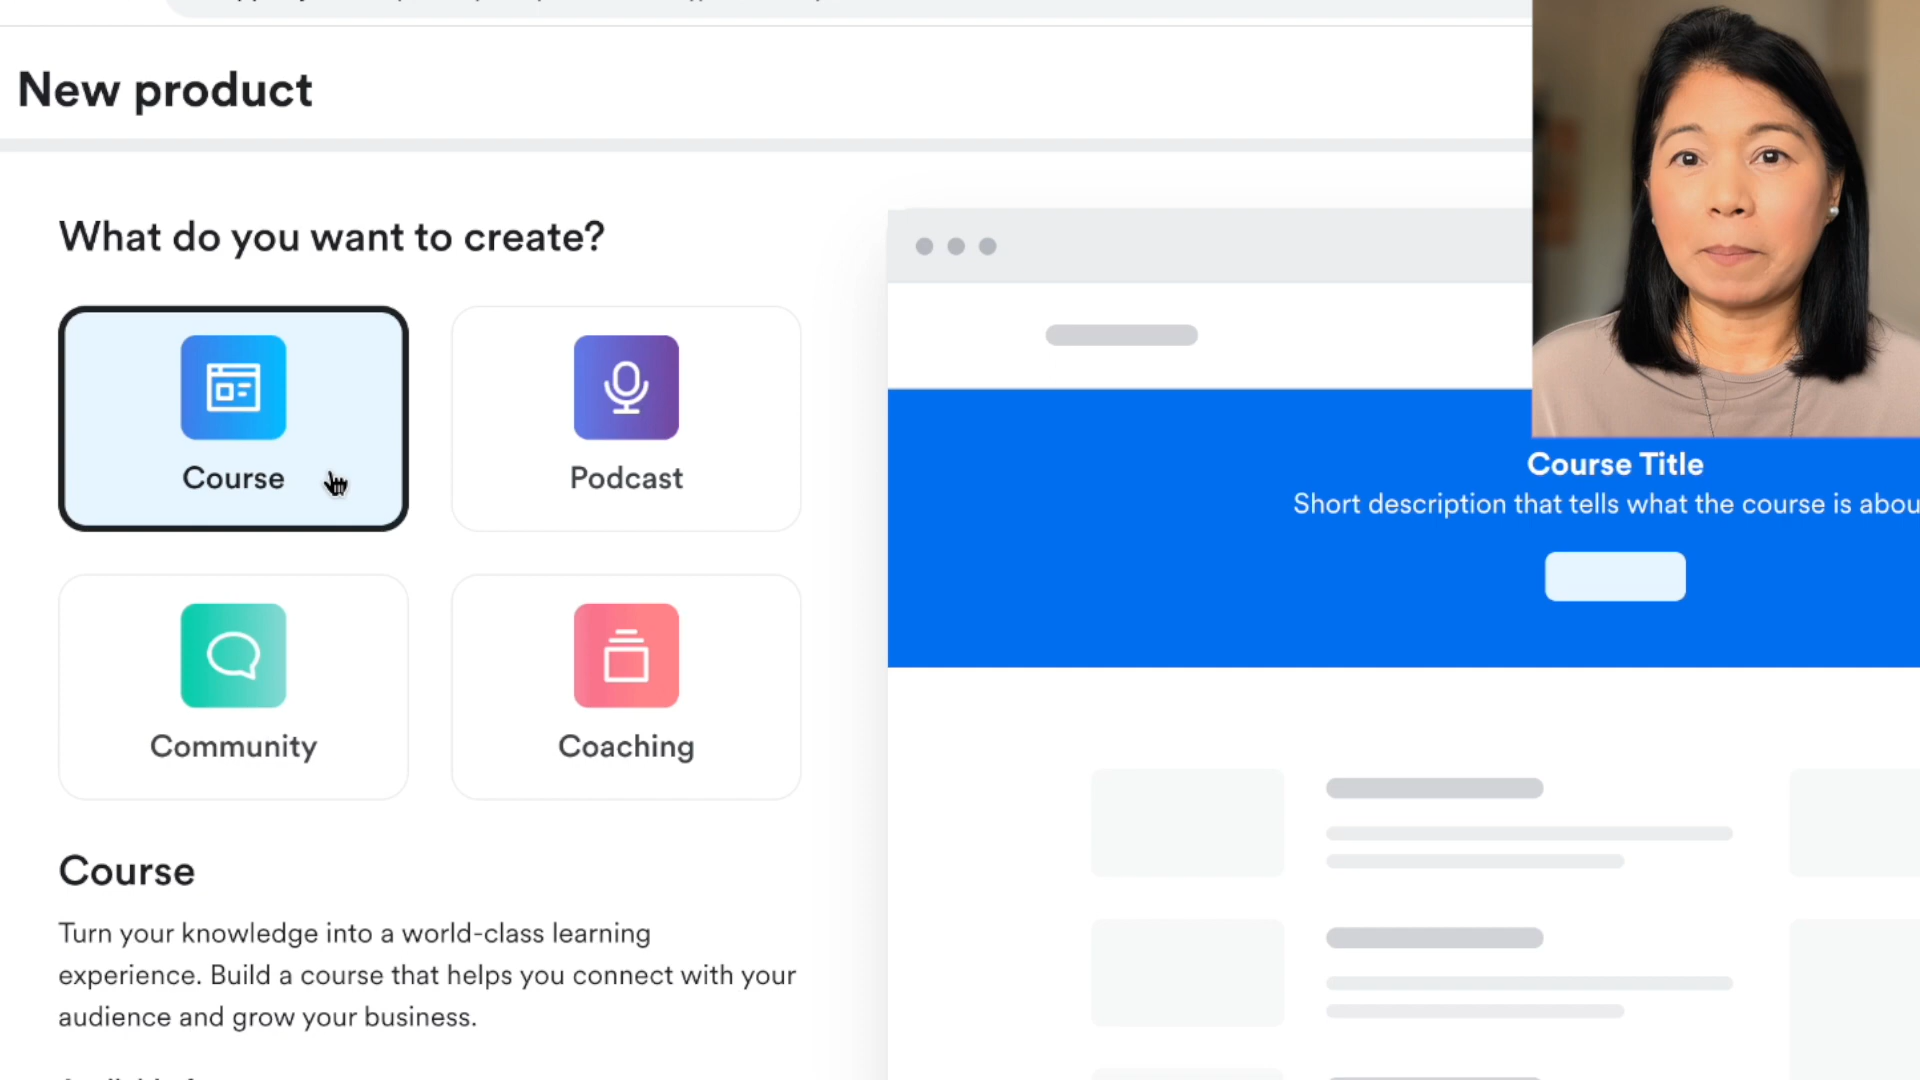 New product
What do you want to create?
Course
Podcast
Community
Coaching
Course
Turn your knowledge into a world-class learning
experience. Build a course that helps you connect with your
audience and grow your business.
Course Title
Short description that tells what the course is abou